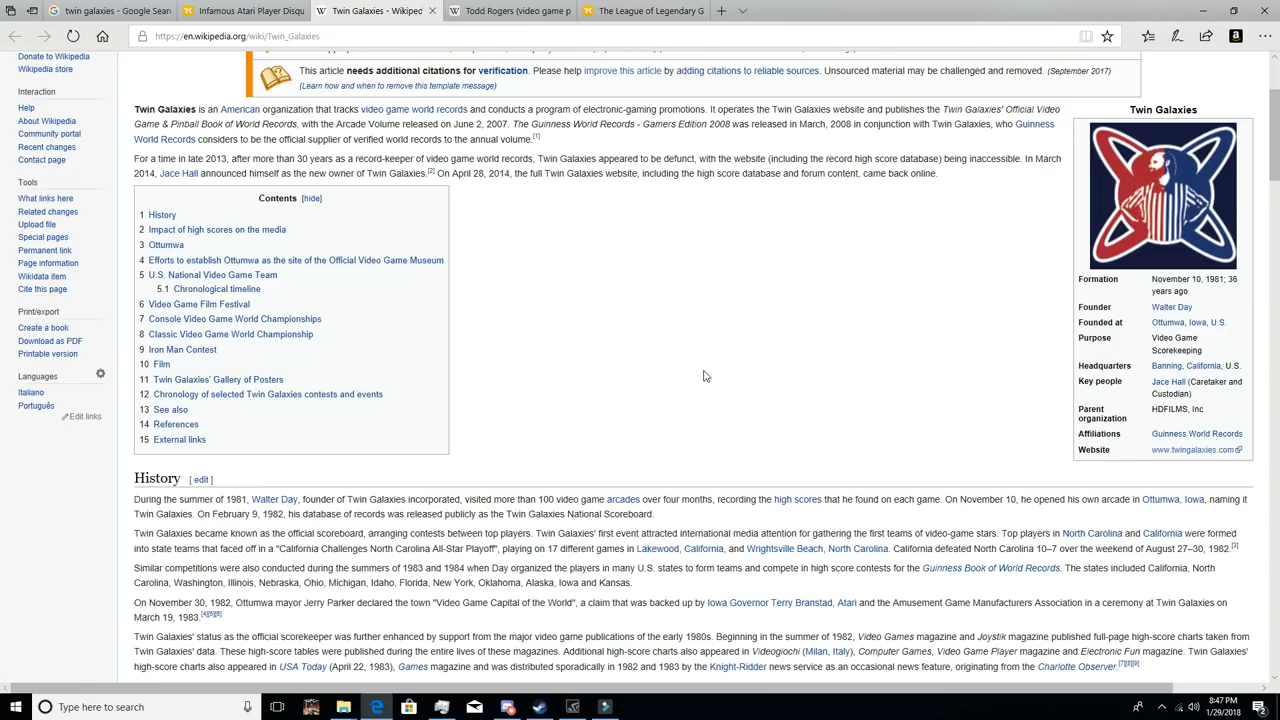 twin galaxies - Google Sear
Infamous Atari Player Disqu
Twin Galaxies - Wikiped
Todd Rogers (video game p
The League of Legendary G
https://en.wikipedia.org/wiki/Twin_Galaxies
Donate to Wikipedia
Wikipedia store
Interaction
Help
About Wikipedia
Community portal
Recent changes
Contact page
Tools
What links here
Related changes
Upload file
Special pages
Permanent link
Page information
Wikidata item
Cite this page
Print/export
Create a book
Download as PDF
Printable version
Languages
Italiano
Português
Edit links
This article needs additional citations for verification. Please help improve this article by adding citations to reliable sources. Unsourced material may be challenged and removed. (September 2017)
(Learn how and when to remove this template message)
Twin Galaxies is an American organization that tracks video game world records and conducts a program of electronic-gaming promotions. It operates the Twin Galaxies website and publishes the Twin Galaxies' Official Video
Game & Pinball Book of World Records, with the Arcade Volume released on June 2, 2007. The Guinness World Records - Gamers Edition 2008 was released in March, 2008 in conjunction with Twin Galaxies, who Guinness
World Records considers to be the official supplier of verified world records to the annual volume.[1]
For a time in late 2013, after more than 30 years as a record-keeper of video game world records, Twin Galaxies appeared to be defunct, with the website (including the record high score database) being inaccessible. In March
2014, Jace Hall announced himself as the new owner of Twin Galaxies.[2] On April 28, 2014, the full Twin Galaxies website, including the high score database and forum content, came back online.
Contents [hide]
1 History
2 Impact of high scores on the media
3 Ottumwa
4 Efforts to establish Ottumwa as the site of the Official Video Game Museum
5 U.S. National Video Game Team
5.1 Chronological timeline
6 Video Game Film Festival
7 Console Video Game World Championships
8 Classic Video Game World Championship
9 Iron Man Contest
10 Film
11 Twin Galaxies' Gallery of Posters
12 Chronology of selected Twin Galaxies contests and events
13 See also
14 References
15 External links
Twin Galaxies
Formation November 10, 1981; 36
years ago
Founder Walter Day
Founded at Ottumwa, Iowa, U.S.
Purpose Video Game
Scorekeeping
Headquarters Banning, California, U.S.
Key people Jace Hall (Caretaker and
Custodian)
Parent HDFILMS, Inc
organization
Affiliations Guinness World Records
Website www.twingalaxies.com
History [ edit ]
During the summer of 1981, Walter Day, founder of Twin Galaxies incorporated, visited more than 100 video game arcades over four months, recording the high scores that he found on each game. On November 10, he opened his own arcade in Ottumwa, Iowa, naming it
Twin Galaxies. On February 9, 1982, his database of records was released publicly as the Twin Galaxies National Scoreboard.
Twin Galaxies became known as the official scoreboard, arranging contests between top players. Twin Galaxies' first event attracted international media attention for gathering the first teams of video-game stars. Top players in North Carolina and California were formed
into state teams that faced off in a "California Challenges North Carolina All-Star Playoff", playing on 17 different games in Lakewood, California, and Wrightsville Beach, North Carolina. California defeated North Carolina 10–7 over the weekend of August 27–30, 1982.[3]
Similar competitions were also conducted during the summers of 1983 and 1984 when Day organized the players in many U.S. states to form teams and compete in high score contests for the Guinness Book of World Records. The states included California, North
Carolina, Washington, Illinois, Nebraska, Ohio, Michigan, Idaho, Florida, New York, Oklahoma, Alaska, Iowa and Kansas.
On November 30, 1982, Ottumwa mayor Jerry Parker declared the town "Video Game Capital of the World", a claim that was backed up by Iowa Governor Terry Branstad, Atari and the Amusement Game Manufacturers Association in a ceremony at Twin Galaxies on
March 19, 1983.[4][5][6]
Twin Galaxies' status as the official scorekeeper was further enhanced by support from the major video game publications of the early 1980s. Beginning in the summer of 1982, Video Games magazine and Joystik magazine published full-page high-score charts taken from
Twin Galaxies' data. These high-score tables were published during the entire lives of these magazines. Additional high-score charts also appeared in Videogiochi (Milan, Italy), Computer Games, Video Game Player magazine and Electronic Fun magazine. Twin Galaxies'
high-score charts also appeared in USA Today (April 22, 1983), Games magazine and was distributed sporadically in 1982 and 1983 by the Knight-Ridder news service as an occasional news feature, originating from the Charlotte Observer.[7][8][9]
Type here to search
8:47 PM
1/29/2018